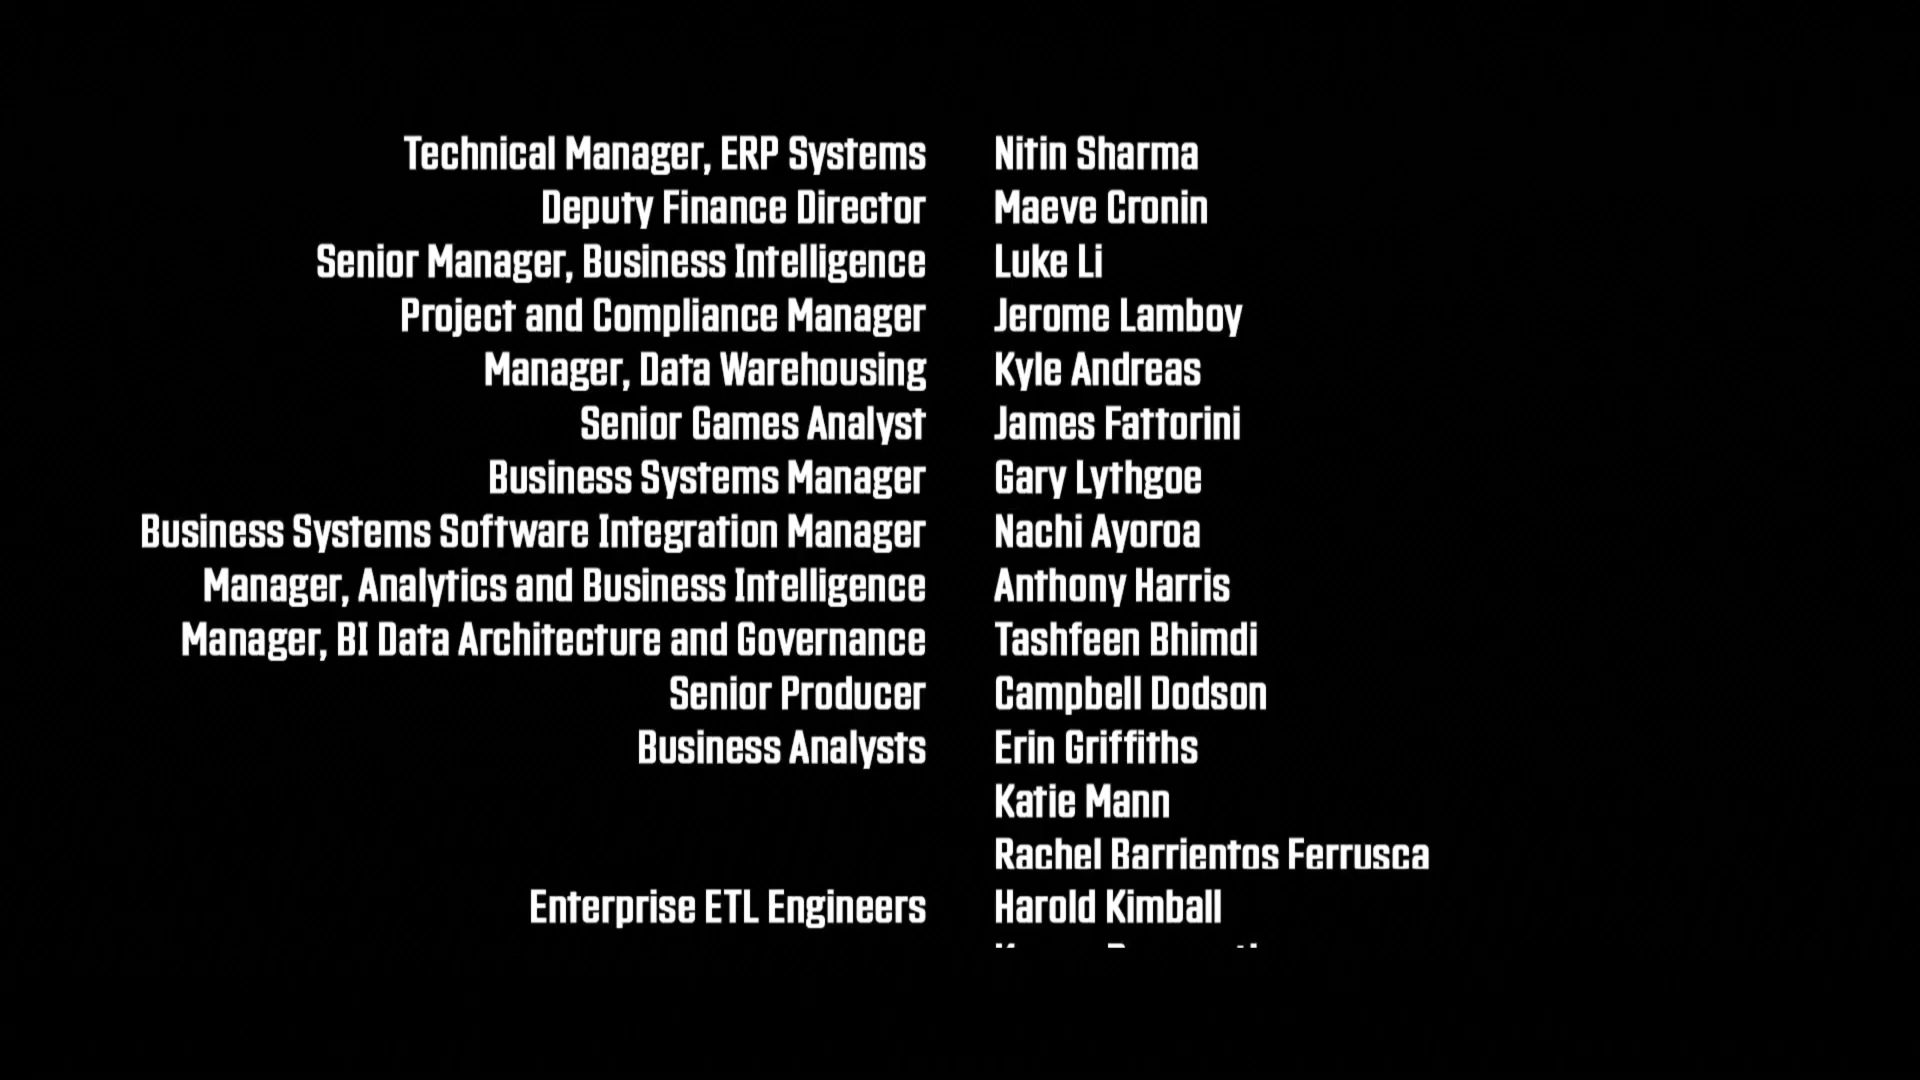 Technical Manager, ERP Systems Nitin Sharma
Deputy Finance Director Maeve Cronin
Senior Manager, Business Intelligence Luke Li
Project and Compliance Manager Jerome Lamboy
Manager, Data Warehousing Kyle Andreas
Senior Games Analyst James Fattorini
Business Systems Manager Gary Lythgoe
Business Systems Software Integration Manager Nachi Ayoroa
Manager, Analytics and Business Intelligence Anthony Harris
Manager, BI Data Architecture and Governance Tashfeen Bhimdi
Senior Producer Campbell Dodson
Business Analysts Erin Griffiths
Katie Mann
Rachel Barrientos Ferrusca
Enterprise ETL Engineers Harold Kimball